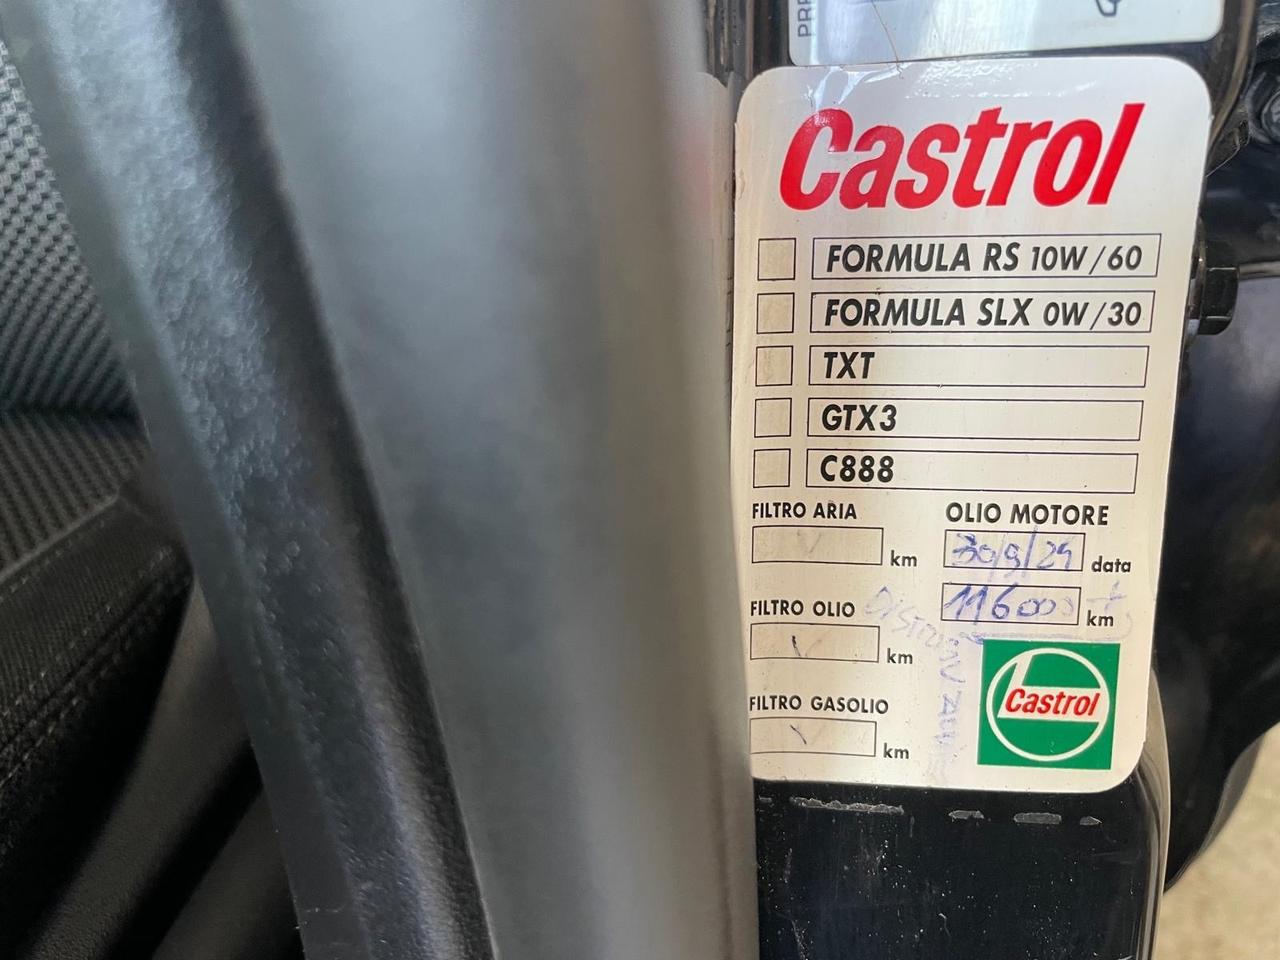 PRE
Castrol
FORMULA RS 10W/60
FORMULA SLX 0W/30
TXT
GTX3
C888
FILTRO ARIA OLIO MOTORE
V km 30/9/24 data
FILTRO OLIO 116000 + km
V km
FILTRO GASOLIO Castrol
V km